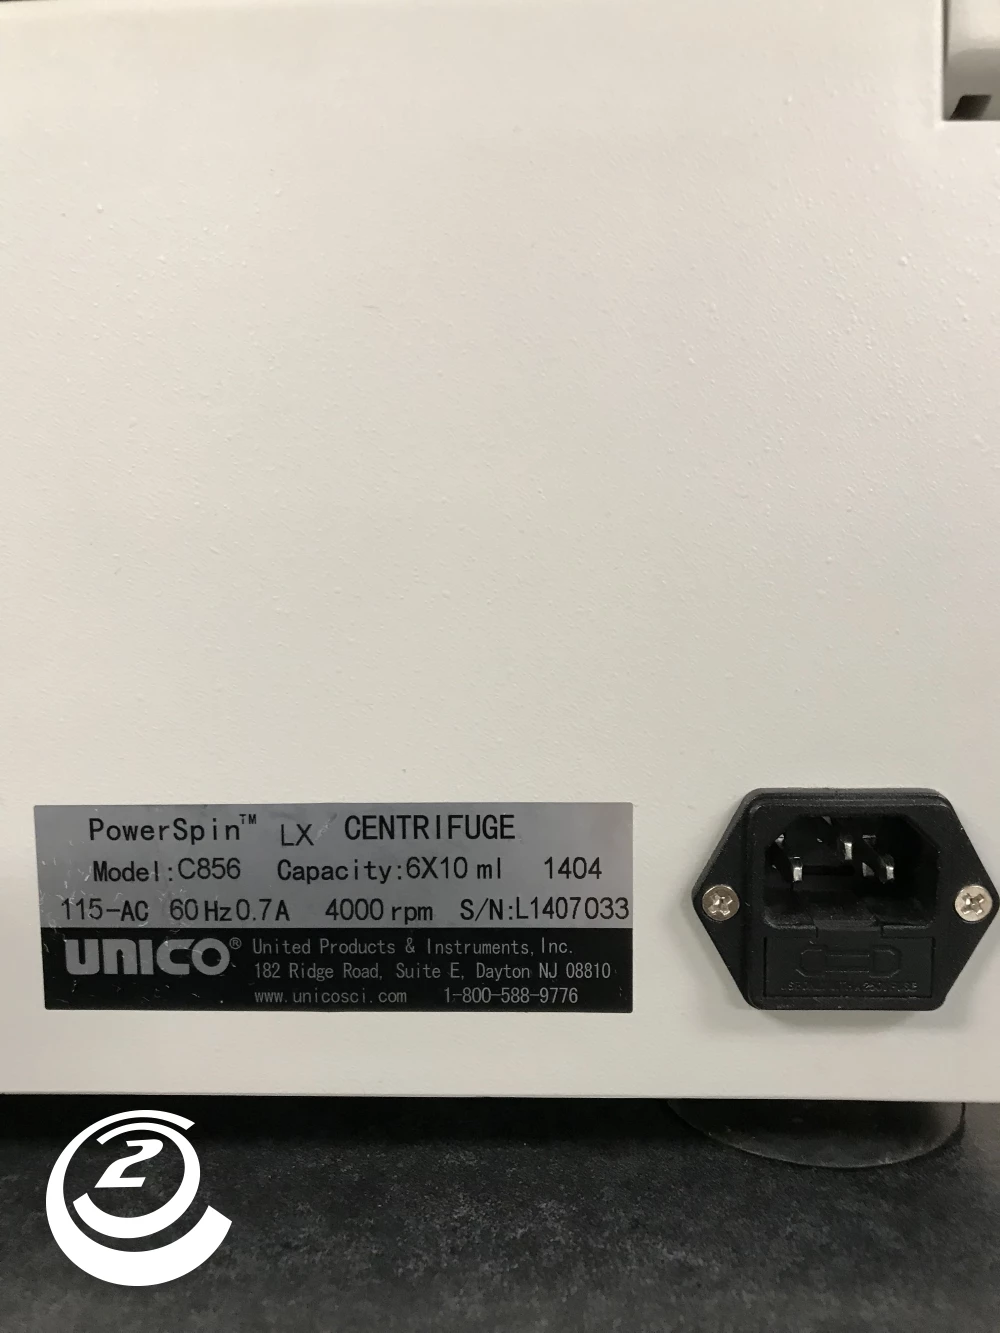 PowerSpin™ LX CENTRIFUGE
Model:C856 Capacity:6X10 ml 1404
115-AC 60Hz 0.7A 4000 rpm S/N:L1407033
UNICO® United Products & Instruments, Inc.
182 Ridge Road, Suite E, Dayton NJ 08810
www.unicosci.com 1-800-588-9776
2